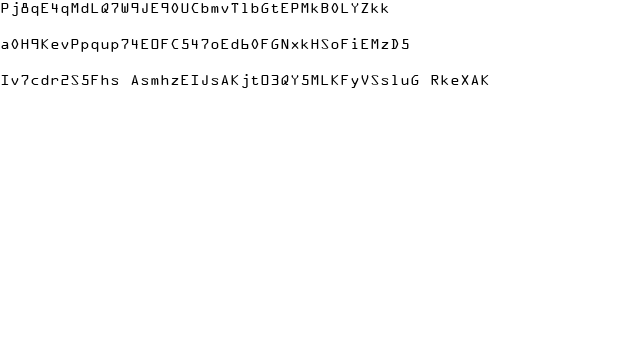 Pj8qE4qMdLQ7W9JE90UCbmvTlbGtEPMkB0LYZkk
a0H9KevPpqup74EOFC547oEd60FGNxkHSoFiEMzD5
Iv7cdr2S5Fhs AsmhzEIJsAKjtO3QY5MLKFyVSsluG RkeXAK